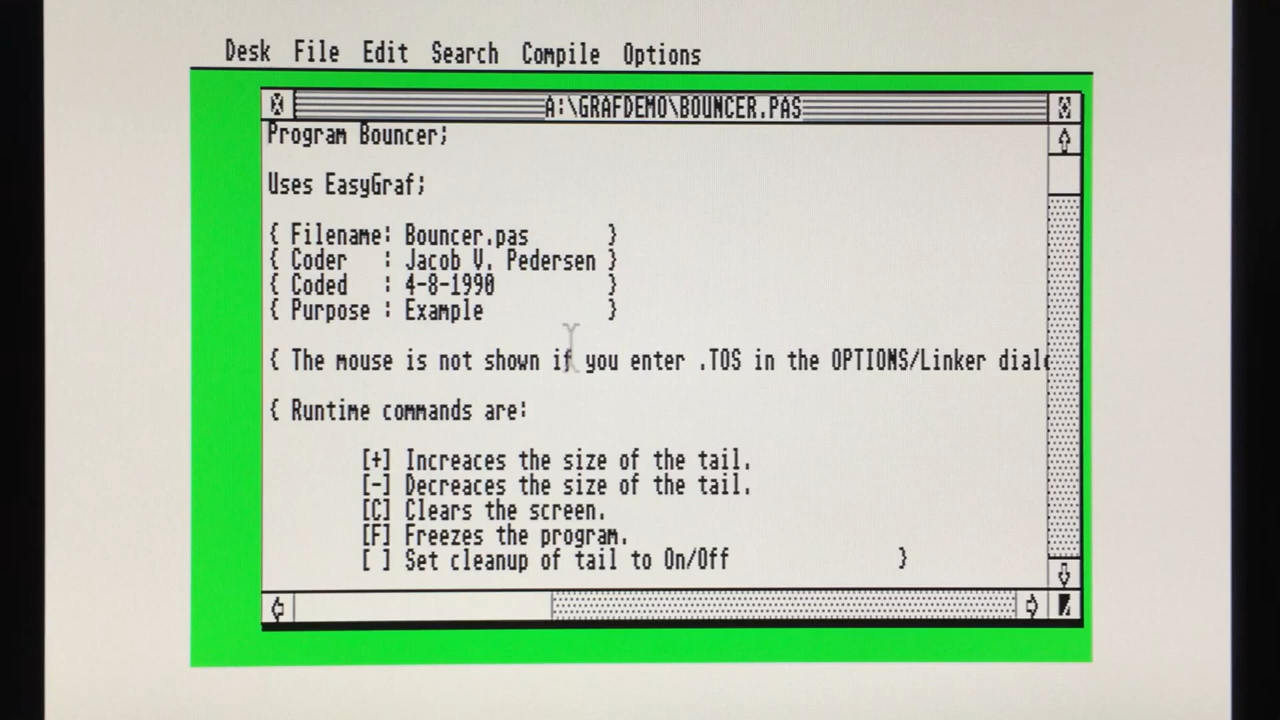 Desk File Edit Search Compile Options
A:\GRAFDEMO\BOUNCER.PAS
Program Bouncer;
Uses EasyGraf;
{ Filename: Bouncer.pas }
{ Coder : Jacob V. Pedersen }
{ Coded : 4-8-1990 }
{ Purpose : Example }
{ The mouse is not shown if you enter .TOS in the OPTIONS/Linker dial
{ Runtime commands are:
[+] Increaces the size of the tail.
[-] Decreaces the size of the tail.
[C] Clears the screen.
[F] Freezes the program.
[ ] Set cleanup of tail to On/Off }